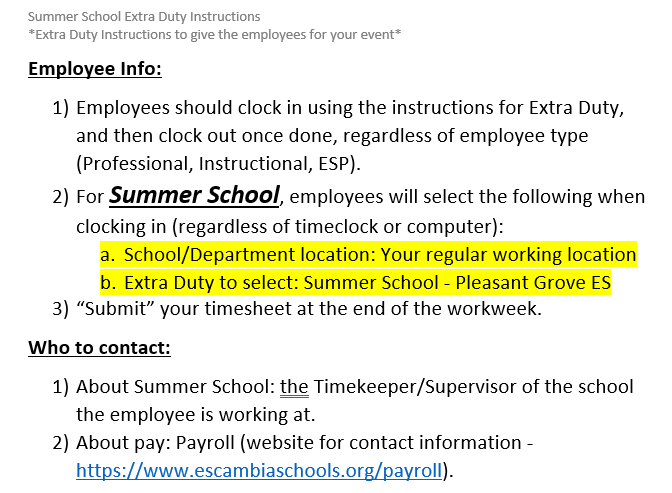 Summer School Extra Duty Instructions
*Extra Duty Instructions to give the employees for your event*
Employee Info:
1) Employees should clock in using the instructions for Extra Duty,
and then clock out once done, regardless of employee type
(Professional, Instructional, ESP).
2) For Summer School, employees will select the following when
clocking in (regardless of timeclock or computer):
a. School/Department location: Your regular working location
b. Extra Duty to select: Summer School - Pleasant Grove ES
3) “Submit” your timesheet at the end of the workweek.
Who to contact:
1) About Summer School: the Timekeeper/Supervisor of the school
the employee is working at.
2) About pay: Payroll (website for contact information -
https://www.escambiaschools.org/payroll).